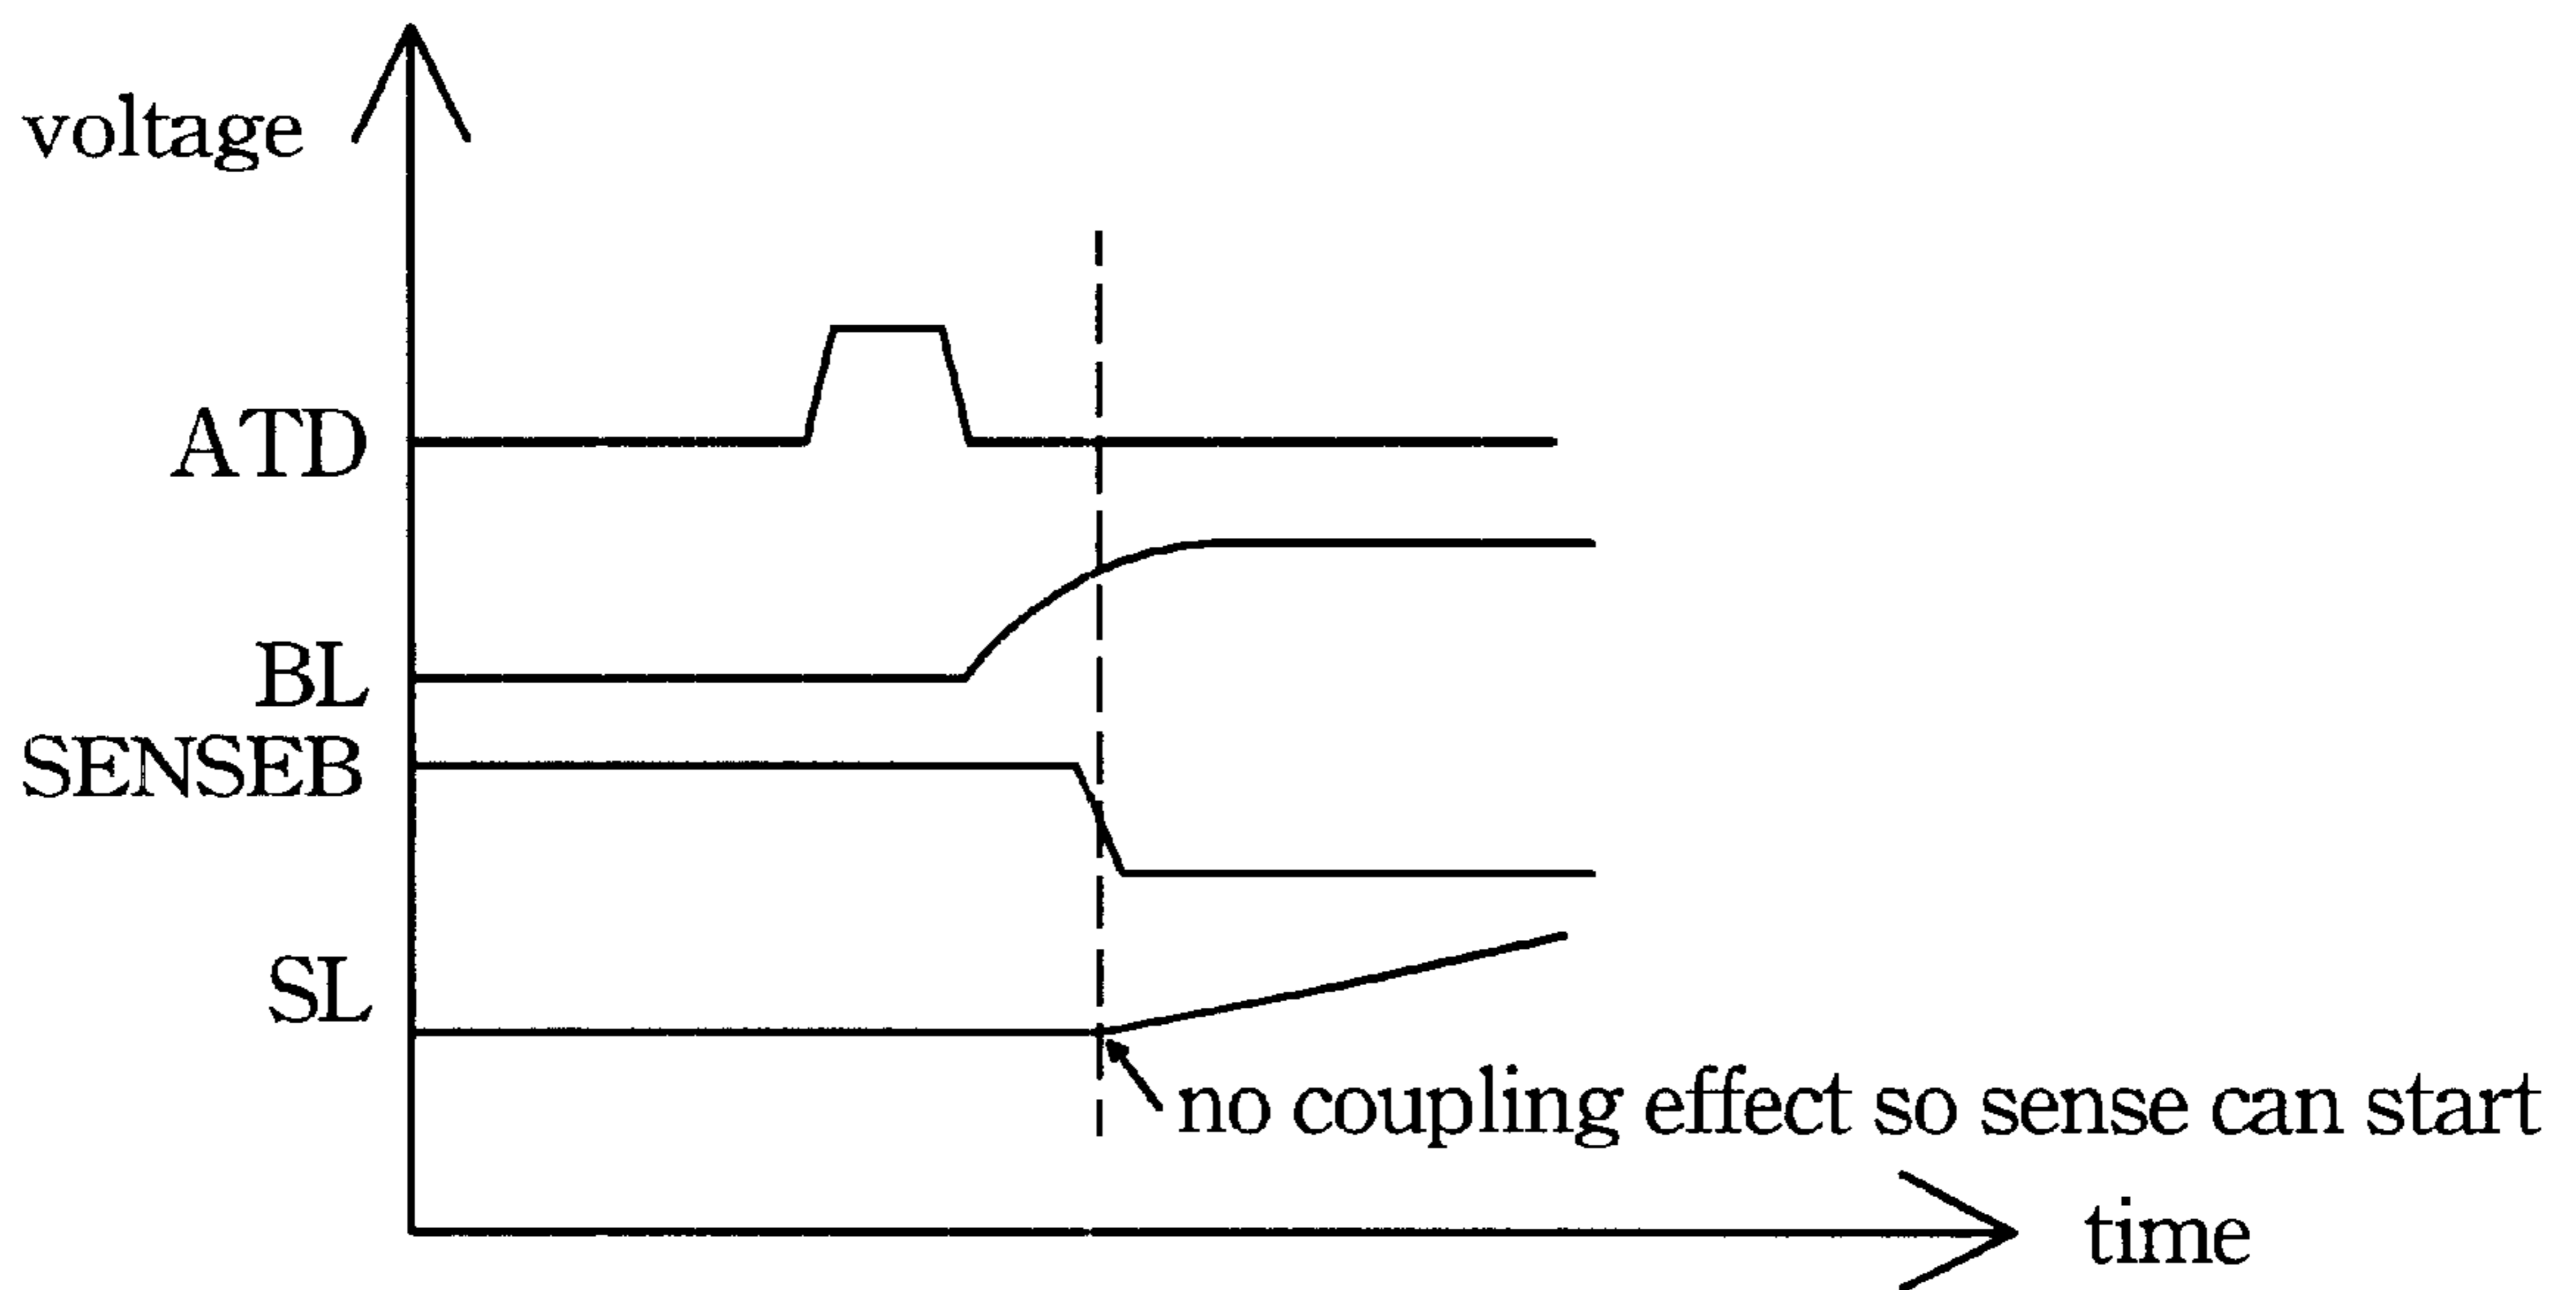 voltage
ATD
BL
SENSEB
SL
no coupling effect so sense can start
time